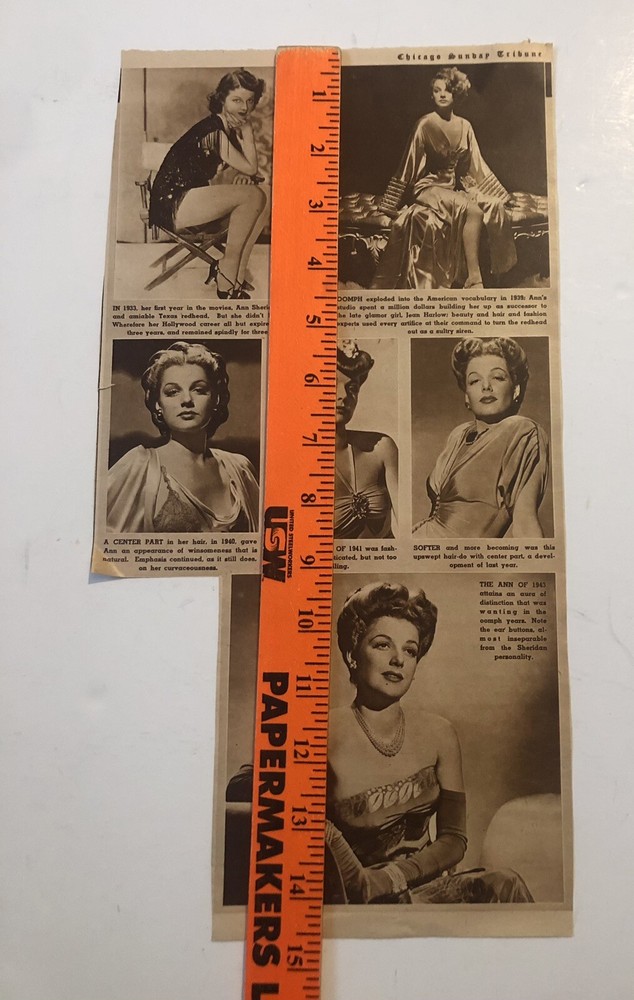 Chicago Sunday Tribune
IN 1933, her first year in the movies, Ann
and amiable Texas redhead. But she didn't
Wherefore her Hollywood career all but
three years, and remained spindly for three
OOMPH exploded into the American vocabulary in 1939: Ann's
studio spent a million dollars building her up as successor to
the late glamor girl, Jean Harlow; beauty and hair and fashion
experts used every artifice at their command to turn the redhead
out as a sultry siren.
A CENTER PART in her hair, in 1940, gave
Ann an appearance of winsomeness that is
natural. Emphasis continued, as it still does,
on her curvaceousness.
OF 1941 was fash-
icated, but not too
lling.
SOFTER and more becoming was this
upswept hair-do with center part, a devel-
opment of last year.
THE ANN OF 1943
attains an aura of
distinction that was
wanting in the
oomph years. Note
the ear buttons, al-
most inseparable
from the Sheridan
personality.
1
2
3
4
5
6
7
8
9
10
11
12
13
14
15
UNITED STEELWORKERS
USW
PAPERMAKERS L